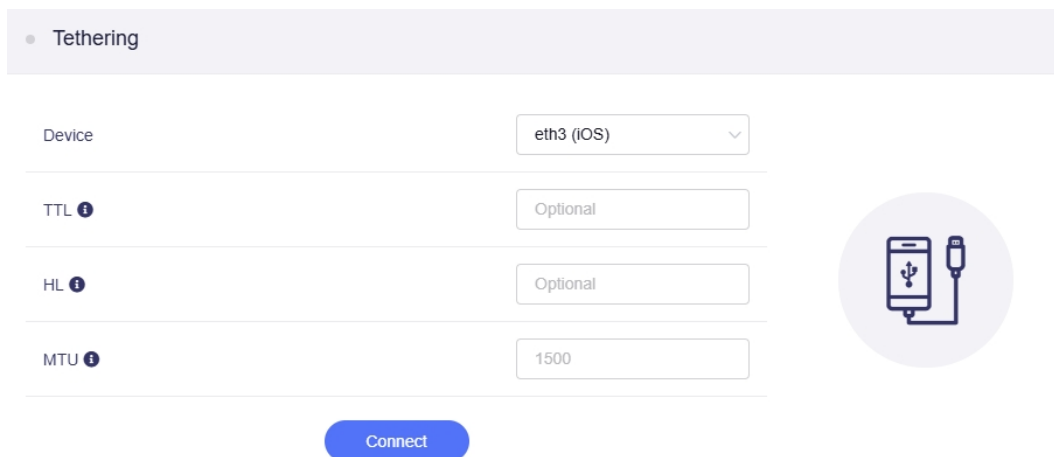 Tethering
Device eth3 (iOS)
TTL Optional
HL Optional
MTU 1500
Connect